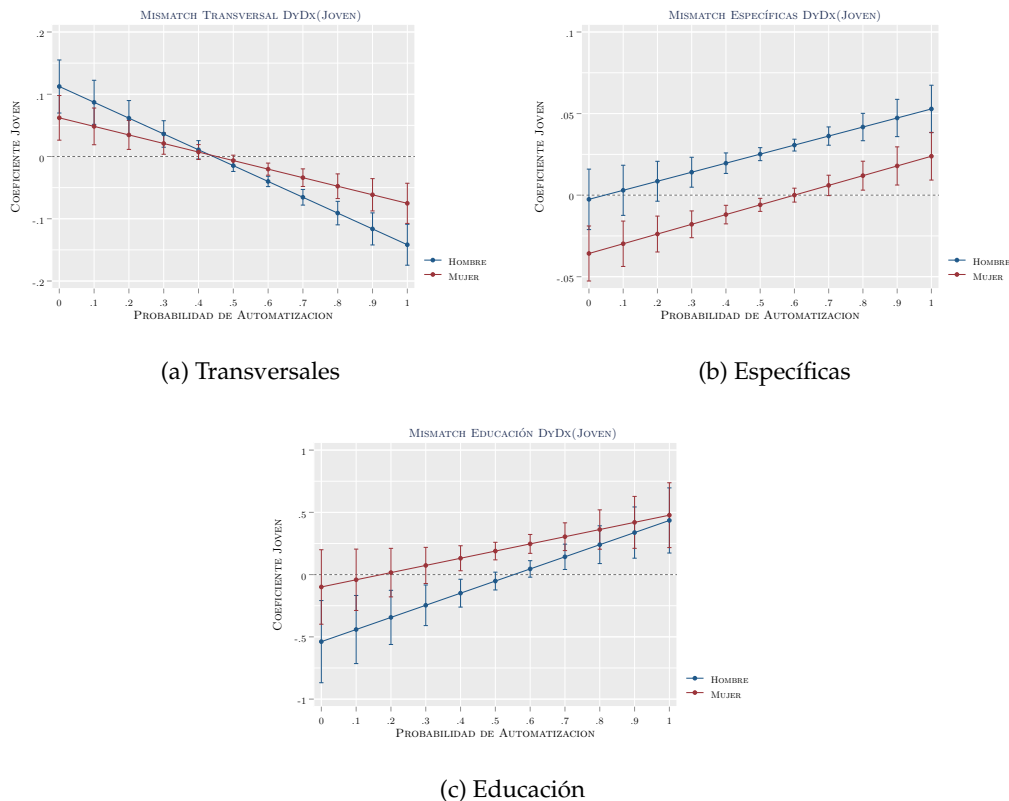 Mismatch Transversal DyDx(Joven)
.2
.1
0
-.1
-.2
Coeficiente Joven
0 .1 .2 .3 .4 .5 .6 .7 .8 .9 1
Probabilidad de Automatizacion
Hombre
Mujer
(a) Transversales
Mismatch Específicas DyDx(Joven)
.1
.05
0
-.05
Coeficiente Joven
0 .1 .2 .3 .4 .5 .6 .7 .8 .9 1
Probabilidad de Automatizacion
Hombre
Mujer
(b) Específicas
Mismatch Educación DyDx(Joven)
1
.5
0
-.5
-1
Coeficiente Joven
0 .1 .2 .3 .4 .5 .6 .7 .8 .9 1
Probabilidad de Automatizacion
Hombre
Mujer
(c) Educación